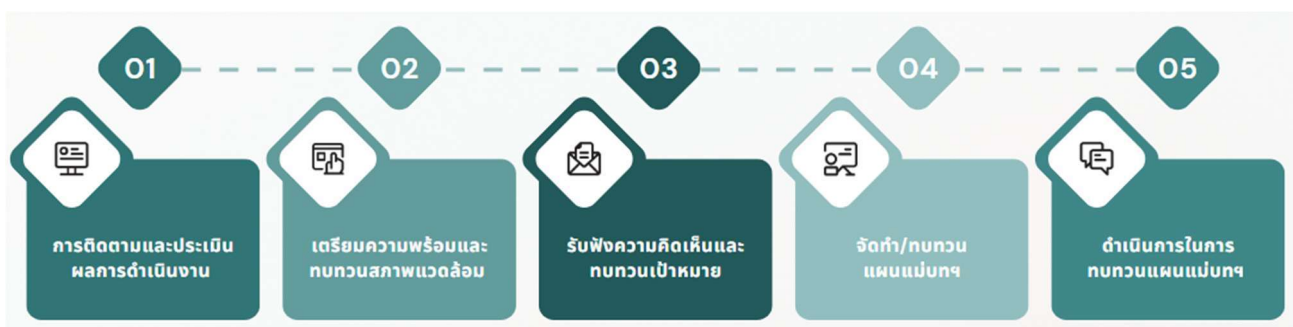 01
02
03
04
05
การติดตามและประเมิน
ผลการดำเนินงาน
เตรียมความพร้อมและ
ทบทวนสภาพแวดล้อม
รับฟังความคิดเห็นและ
ทบทวนเป้าหมาย
จัดทำ/ทบทวน
แผนแม่บทฯ
ดำเนินการในการ
ทบทวนแผนแม่บทฯ